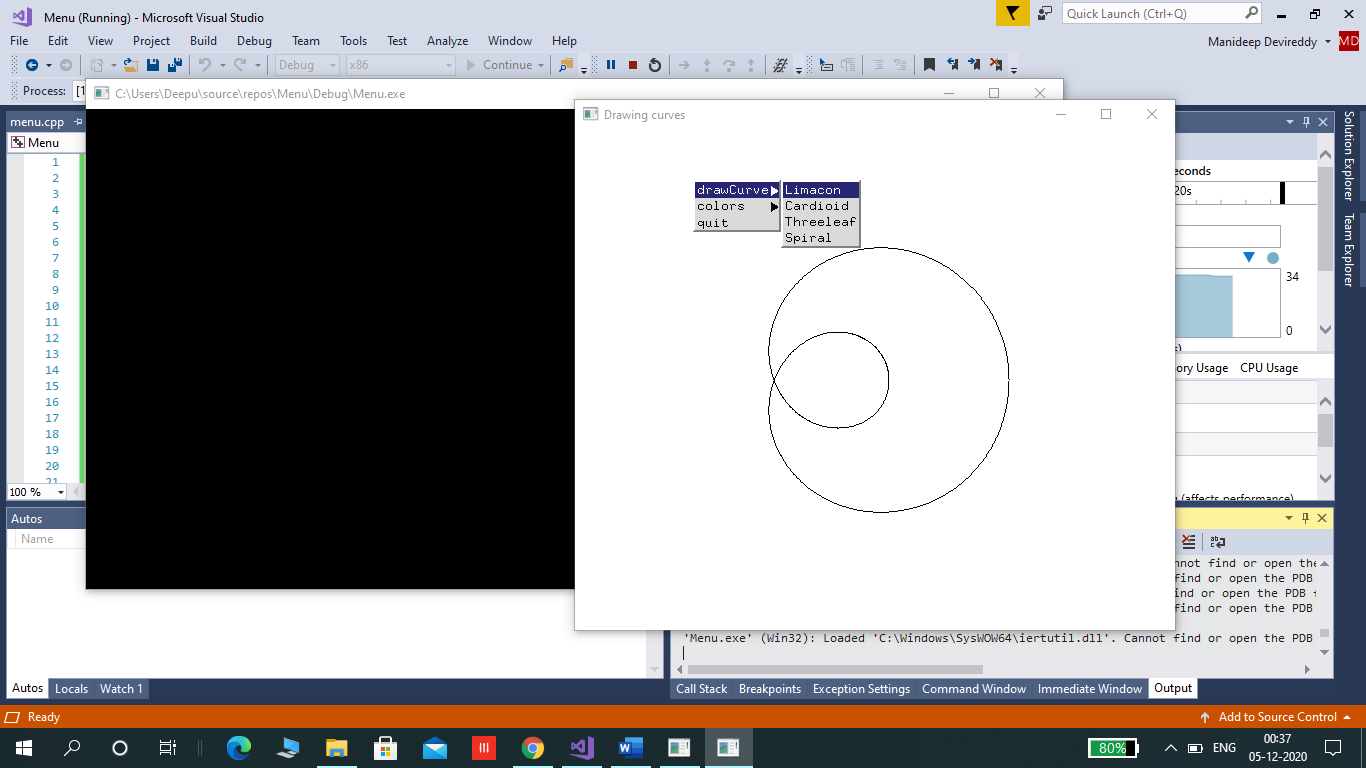 Menu (Running) - Microsoft Visual Studio
Quick Launch (Ctrl+Q)
File Edit View Project Build Debug Team Tools Test Analyze Window Help
Manideep Devireddy MD
Debug x86 Continue
Process: [1
C:\Users\Deepu\source\repos\Menu\Debug\Menu.exe
Drawing curves
menu.cpp
Menu
1
2
3
4
5
6
7
8
9
10
11
12
13
14
15
16
17
18
19
20
21
100 %
drawCurve
colors
quit
Limacon
Cardioid
Threeleaf
Spiral
Solution Explorer
Team Explorer
econds
20s
34
0
ory Usage CPU Usage
(affects performance)
Autos
Name
nnot find or open the
find or open the PDB
nd or open the PDB f
find or open the PDB
'Menu.exe' (Win32): Loaded 'C:\Windows\SysWOW64\iertutil.dll'. Cannot find or open the PDB
Autos Locals Watch 1
Call Stack Breakpoints Exception Settings Command Window Immediate Window Output
Ready
Add to Source Control
80%
ENG
00:37
05-12-2020